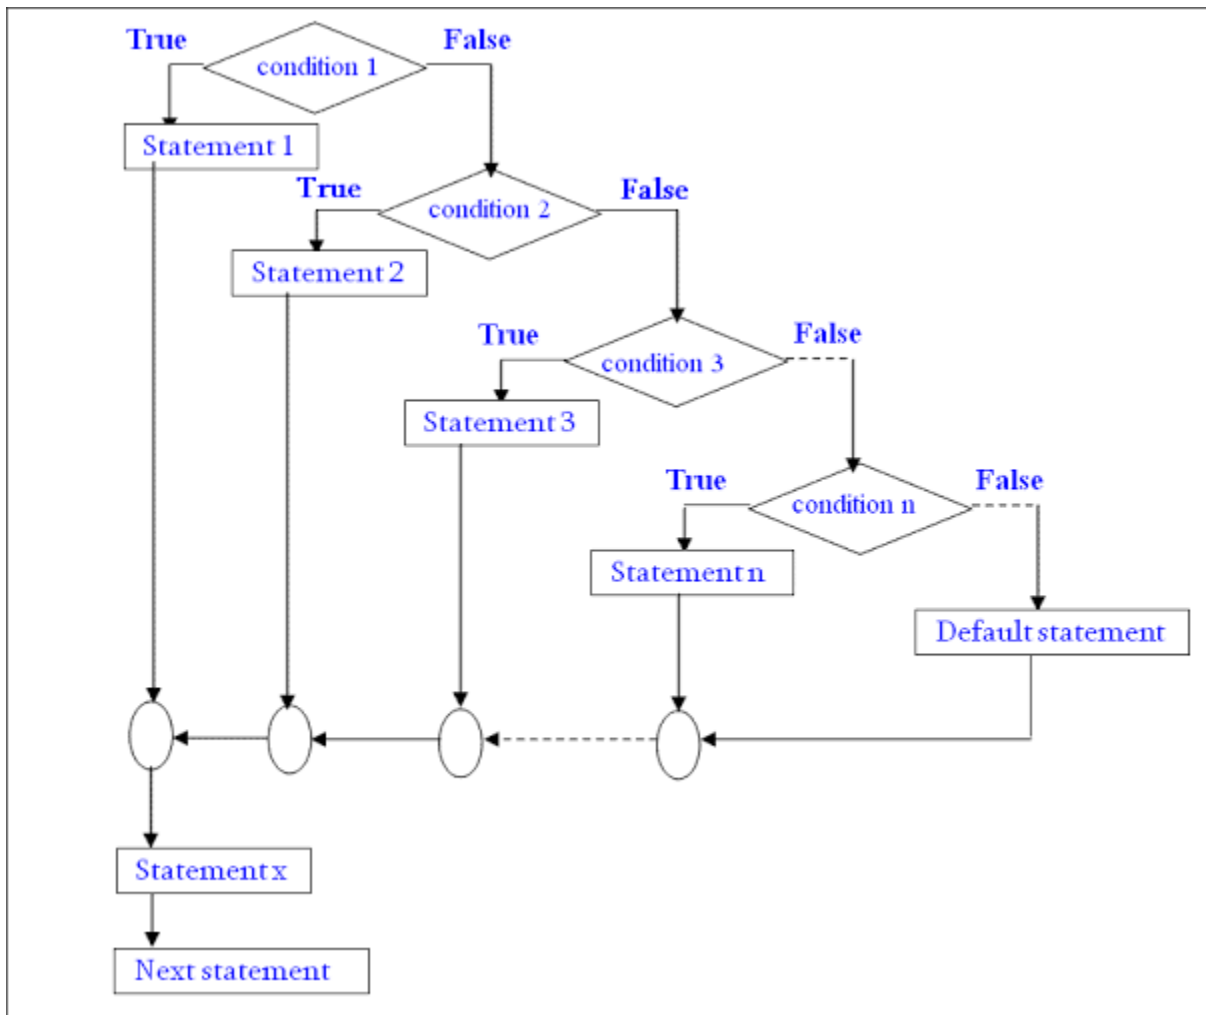 True
False
condition 1
Statement 1
True
False
condition 2
Statement 2
True
False
condition 3
Statement 3
True
False
condition n
Statement n
Default statement
Statement x
Next statement